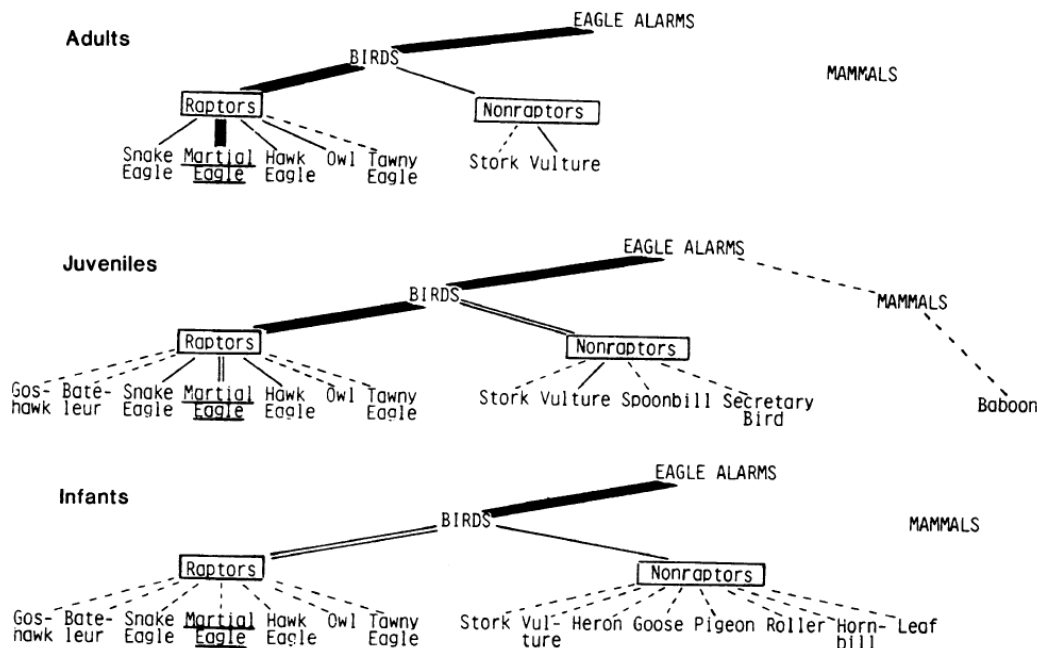 EAGLE ALARMS
Adults
BIRDS
MAMMALS
Raptors
Nonraptors
Snake Martial Hawk Owl Tawny
Eagle Eagle Eagle Eagle
Stork Vulture
EAGLE ALARMS
Juveniles
BIRDS
MAMMALS
Raptors
Nonraptors
Gos- Bate- Snake Martial Hawk Owl Tawny
hawk leur Eagle Eagle Eagle Eagle
Stork Vulture Spoonbill Secretary
Bird
Baboon
EAGLE ALARMS
Infants
BIRDS
MAMMALS
Raptors
Nonraptors
Gos- Bate- Snake Martial Hawk Owl Tawny
hawk leur Eagle Eagle Eagle Eagle
Stork Vul- Heron Goose Pigeon Roller Horn- Leaf
ture bill